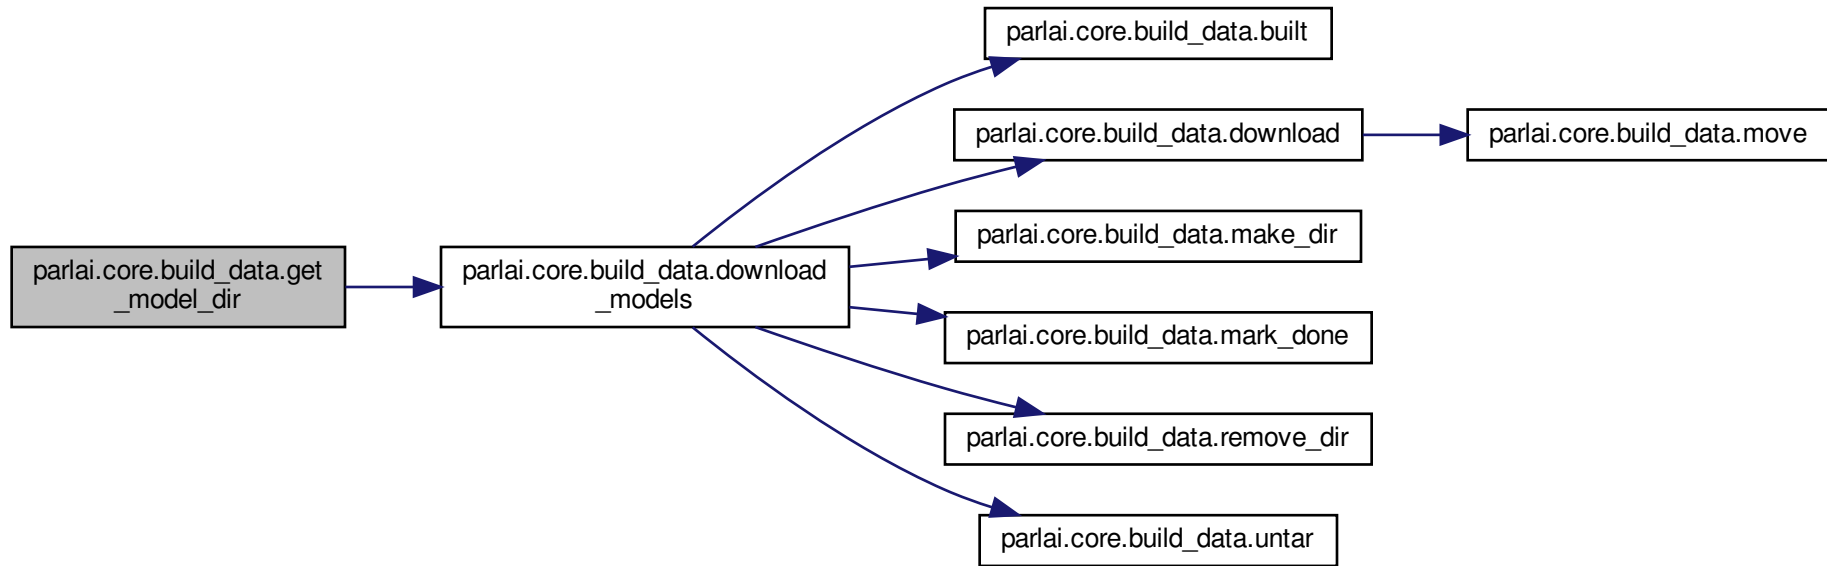 parlai.core.build_data.get
_model_dir
parlai.core.build_data.download
_models
parlai.core.build_data.built
parlai.core.build_data.download
parlai.core.build_data.move
parlai.core.build_data.make_dir
parlai.core.build_data.mark_done
parlai.core.build_data.remove_dir
parlai.core.build_data.untar